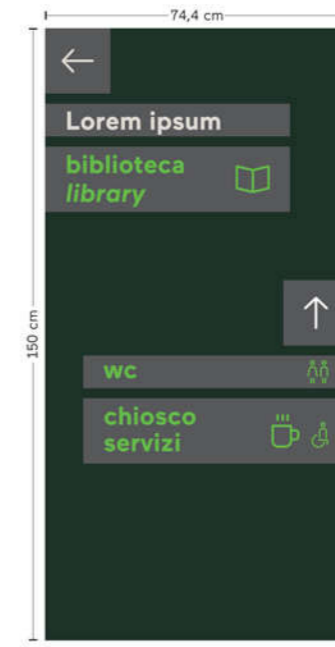 74,4 cm
Lorem ipsum
biblioteca
library
150 cm
wc
chiosco
servizi